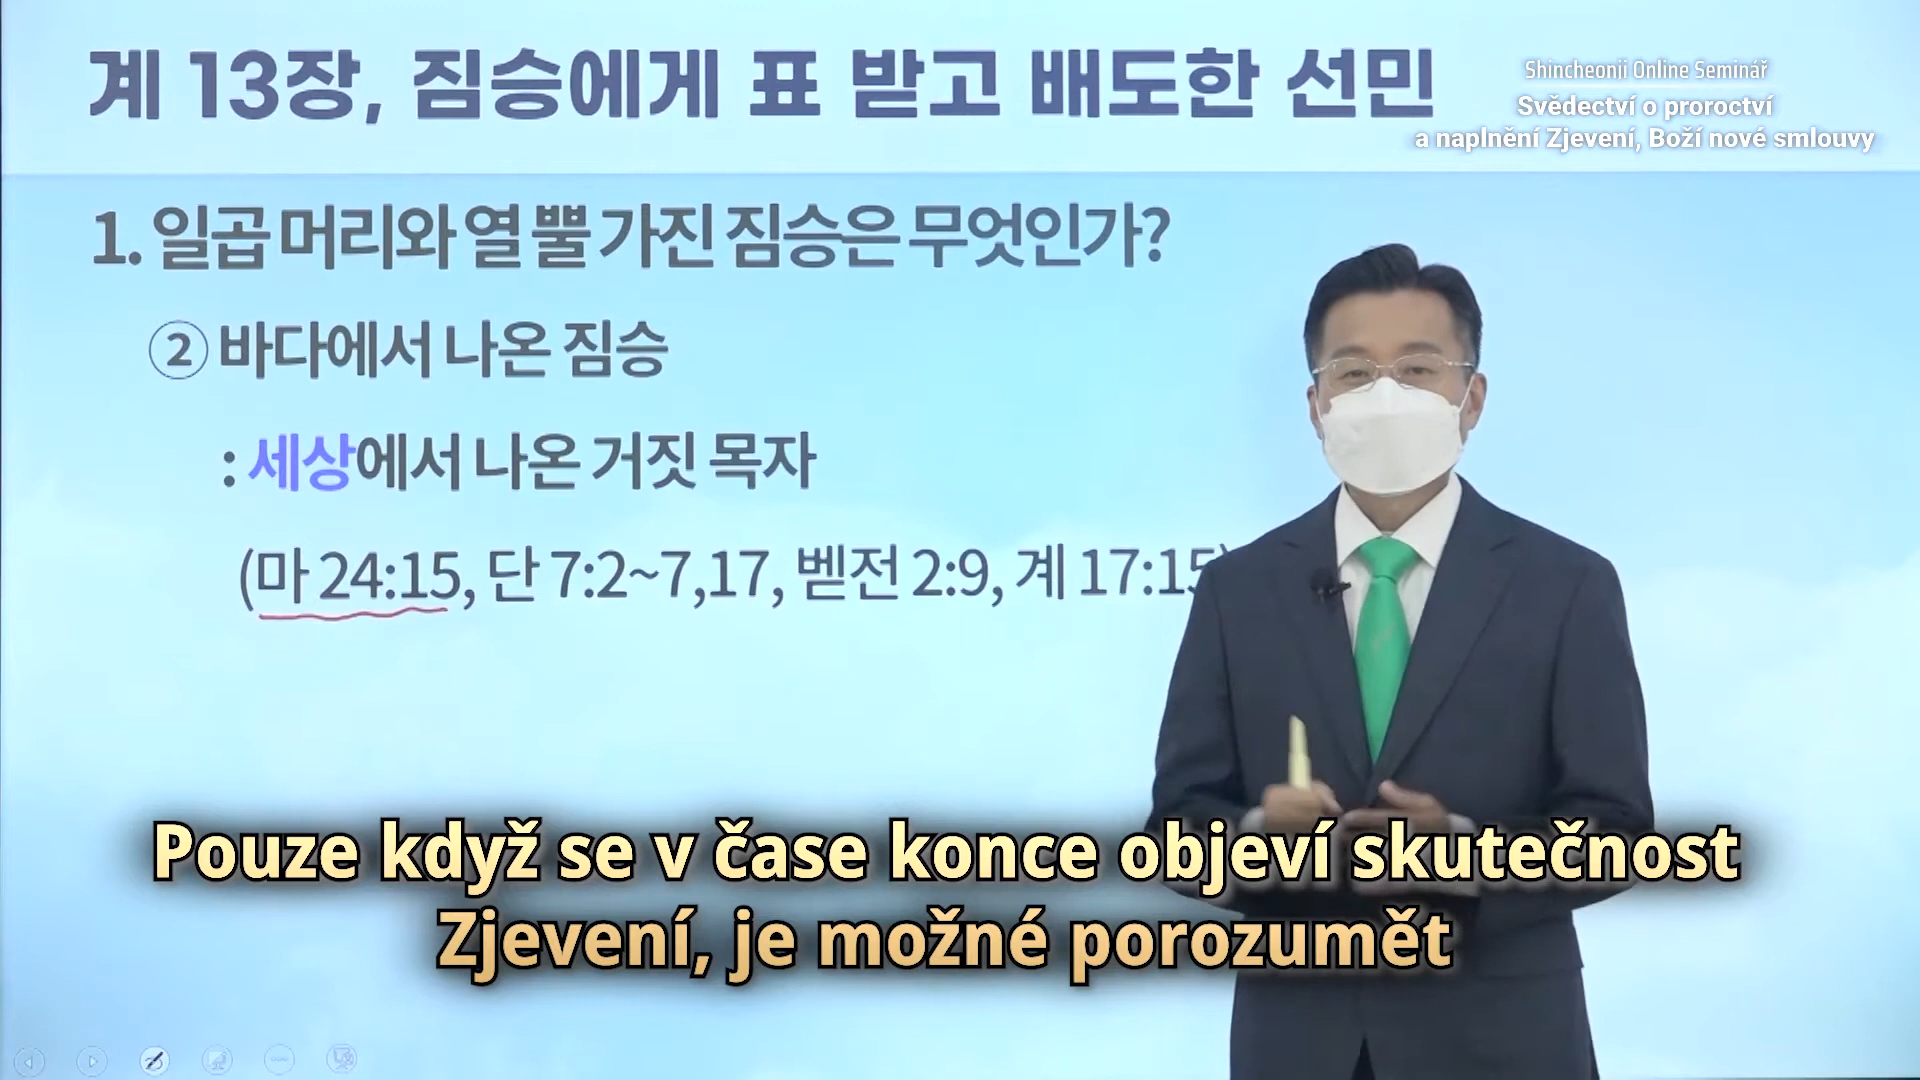 계 13장, 짐승에게 표 받고 배도한 선민
Shincheonji Online Seminář
Svědectví o proroctví
a naplnění Zjevení, Boží nové smlouvy
1. 일곱 머리와 열 뿔 가진 짐승은 무엇인가?
② 바다에서 나온 짐승
: 세상에서 나온 거짓 목자
(마 24:15, 단 7:2~7,17, 벧전 2:9, 계 17:15)
Pouze když se v čase konce objeví skutečnost
Zjevení, je možné porozumět